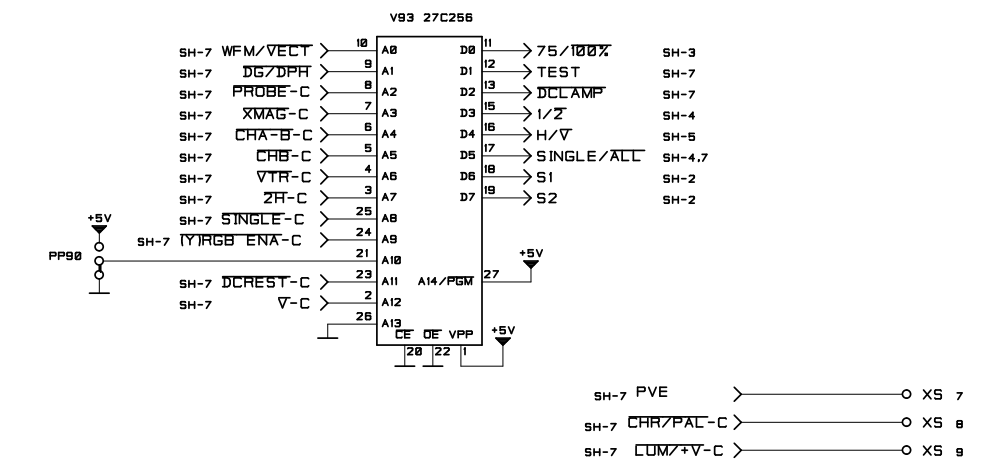 V93 27C256
SH-7 WFM/VECT 10 A0 D0 11 75/100% SH-3
SH-7 DG/DPH 9 A1 D1 12 TEST SH-7
SH-7 PROBE-C 8 A2 D2 13 DCLAMP SH-7
SH-7 XMAG-C 7 A3 D3 15 1/2 SH-4
SH-7 CHA-B-C 6 A4 D4 16 H/V SH-5
SH-7 CHB-C 5 A5 D5 17 SINGLE/ALL SH-4,7
SH-7 VTR-C 4 A6 D6 18 S1 SH-2
SH-7 2H-C 3 A7 D7 19 S2 SH-2
SH-7 SINGLE-C 25 A8
+5V
SH-7 (Y)RGB ENA-C 24 A9
PP90 21 A10
+5V
SH-7 DCREST-C 23 A11 A14/PGM 27
SH-7 V-C 2 A12
26 A13
CE OE VPP +5V
20 22 1
SH-7 PVE XS 7
SH-7 CHR/PAL-C XS 8
SH-7 LUM/+V-C XS 9